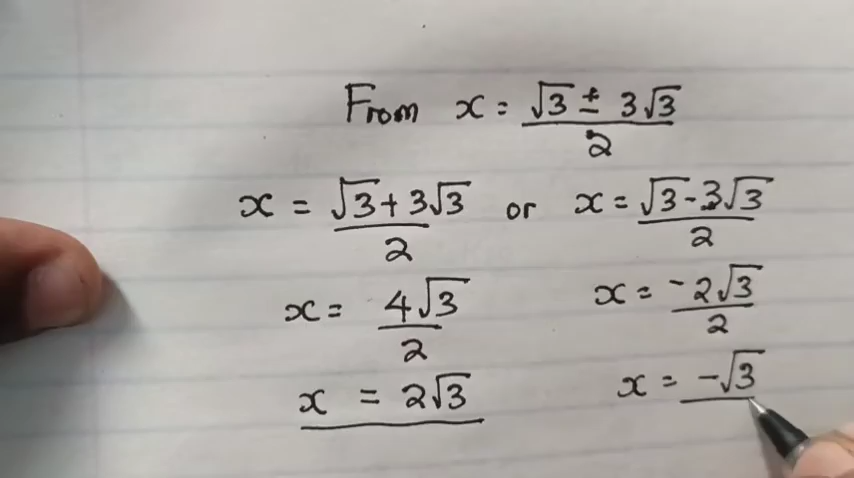 From x = (√3 ± 3√3)/2
x = (√3 + 3√3)/2 or x = (√3 - 3√3)/2
x = 4√3/2 x = -2√3/2
x = 2√3 x = -√3